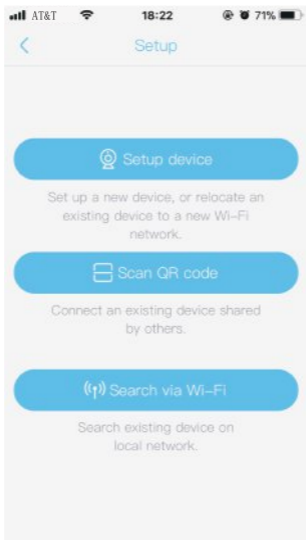 AT&T 18:22 71%
Setup
Setup device
Set up a new device, or relocate an
existing device to a new Wi-Fi
network.
Scan QR code
Connect an existing device shared
by others.
Search via Wi-Fi
Search existing device on
local network.